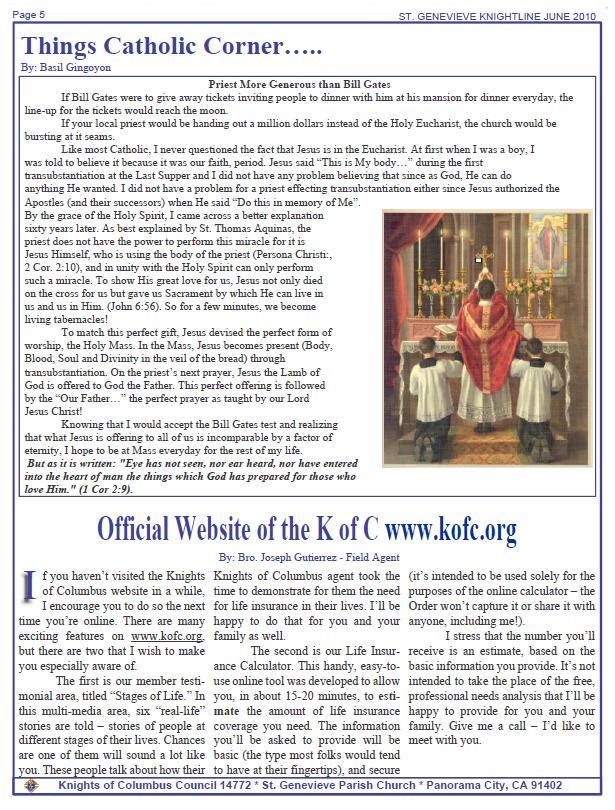 Page 5
ST. GENEVIEVE KNIGHTLINE JUNE 2010
Things Catholic Corner…..
By: Basil Gingoyon
Priest More Generous than Bill Gates
If Bill Gates were to give away tickets inviting people to dinner with him at his mansion for dinner everyday, the
line-up for the tickets would reach the moon.
If your local priest would be handing out a million dollars instead of the Holy Eucharist, the church would be
bursting at it seams.
Like most Catholic, I never questioned the fact that Jesus is in the Eucharist. At first when I was a boy, I
was told to believe it because it was our faith, period. Jesus said “This is My body…” during the first
transubstantiation at the Last Supper and I did not have any problem believing that since as God, He can do
anything He wanted. I did not have a problem for a priest effecting transubstantiation either since Jesus authorized the
Apostles (and their successors) when He said “Do this in memory of Me”.
By the grace of the Holy Spirit, I came across a better explanation
sixty years later. As best explained by St. Thomas Aquinas, the
priest does not have the power to perform this miracle for it is
Jesus Himself, who is using the body of the priest (Persona Christi:,
2 Cor. 2:10), and in unity with the Holy Spirit can only perform
such a miracle. To show His great love for us, Jesus not only died
on the cross for us but gave us Sacrament by which He can live in
us and us in Him. (John 6:56). So for a few minutes, we become
living tabernacles!
To match this perfect gift, Jesus devised the perfect form of
worship, the Holy Mass. In the Mass, Jesus becomes present (Body,
Blood, Soul and Divinity in the veil of the bread) through
transubstantiation. On the priest’s next prayer, Jesus the Lamb of
God is offered to God the Father. This perfect offering is followed
by the “Our Father…” the perfect prayer as taught by our Lord
Jesus Christ!
Knowing that I would accept the Bill Gates test and realizing
that what Jesus is offering to all of us is incomparable by a factor of
eternity, I hope to be at Mass everyday for the rest of my life.
But as it is written: "Eye has not seen, nor ear heard, nor have entered
into the heart of man the things which God has prepared for those who
love Him." (1 Cor 2:9).
Official Website of the K of C www.kofc.org
By: Bro. Joseph Gutierrez - Field Agent
If you haven’t visited the Knights
of Columbus website in a while,
I encourage you to do so the next
time you’re online. There are many
exciting features on www.kofc.org,
but there are two that I wish to make
you especially aware of.
The first is our member testi-
monial area, titled “Stages of Life.” In
this multi-media area, six “real-life”
stories are told – stories of people at
different stages of their lives. Chances
are one of them will sound a lot like
you. These people talk about how their
Knights of Columbus agent took the
time to demonstrate for them the need
for life insurance in their lives. I’ll be
happy to do that for you and your
family as well.
The second is our Life Insur-
ance Calculator. This handy, easy-to-
use online tool was developed to allow
you, in about 15-20 minutes, to esti-
mate the amount of life insurance
coverage you need. The information
you’ll be asked to provide will be
basic (the type most folks would tend
to have at their fingertips), and secure
(it’s intended to be used solely for the
purposes of the online calculator – the
Order won’t capture it or share it with
anyone, including me!).
I stress that the number you’ll
receive is an estimate, based on the
basic information you provide. It’s not
intended to take the place of the free,
professional needs analysis that I’ll be
happy to provide for you and your
family. Give me a call – I’d like to
meet with you.
Knights of Columbus Council 14772 * St. Genevieve Parish Church * Panorama City, CA 91402